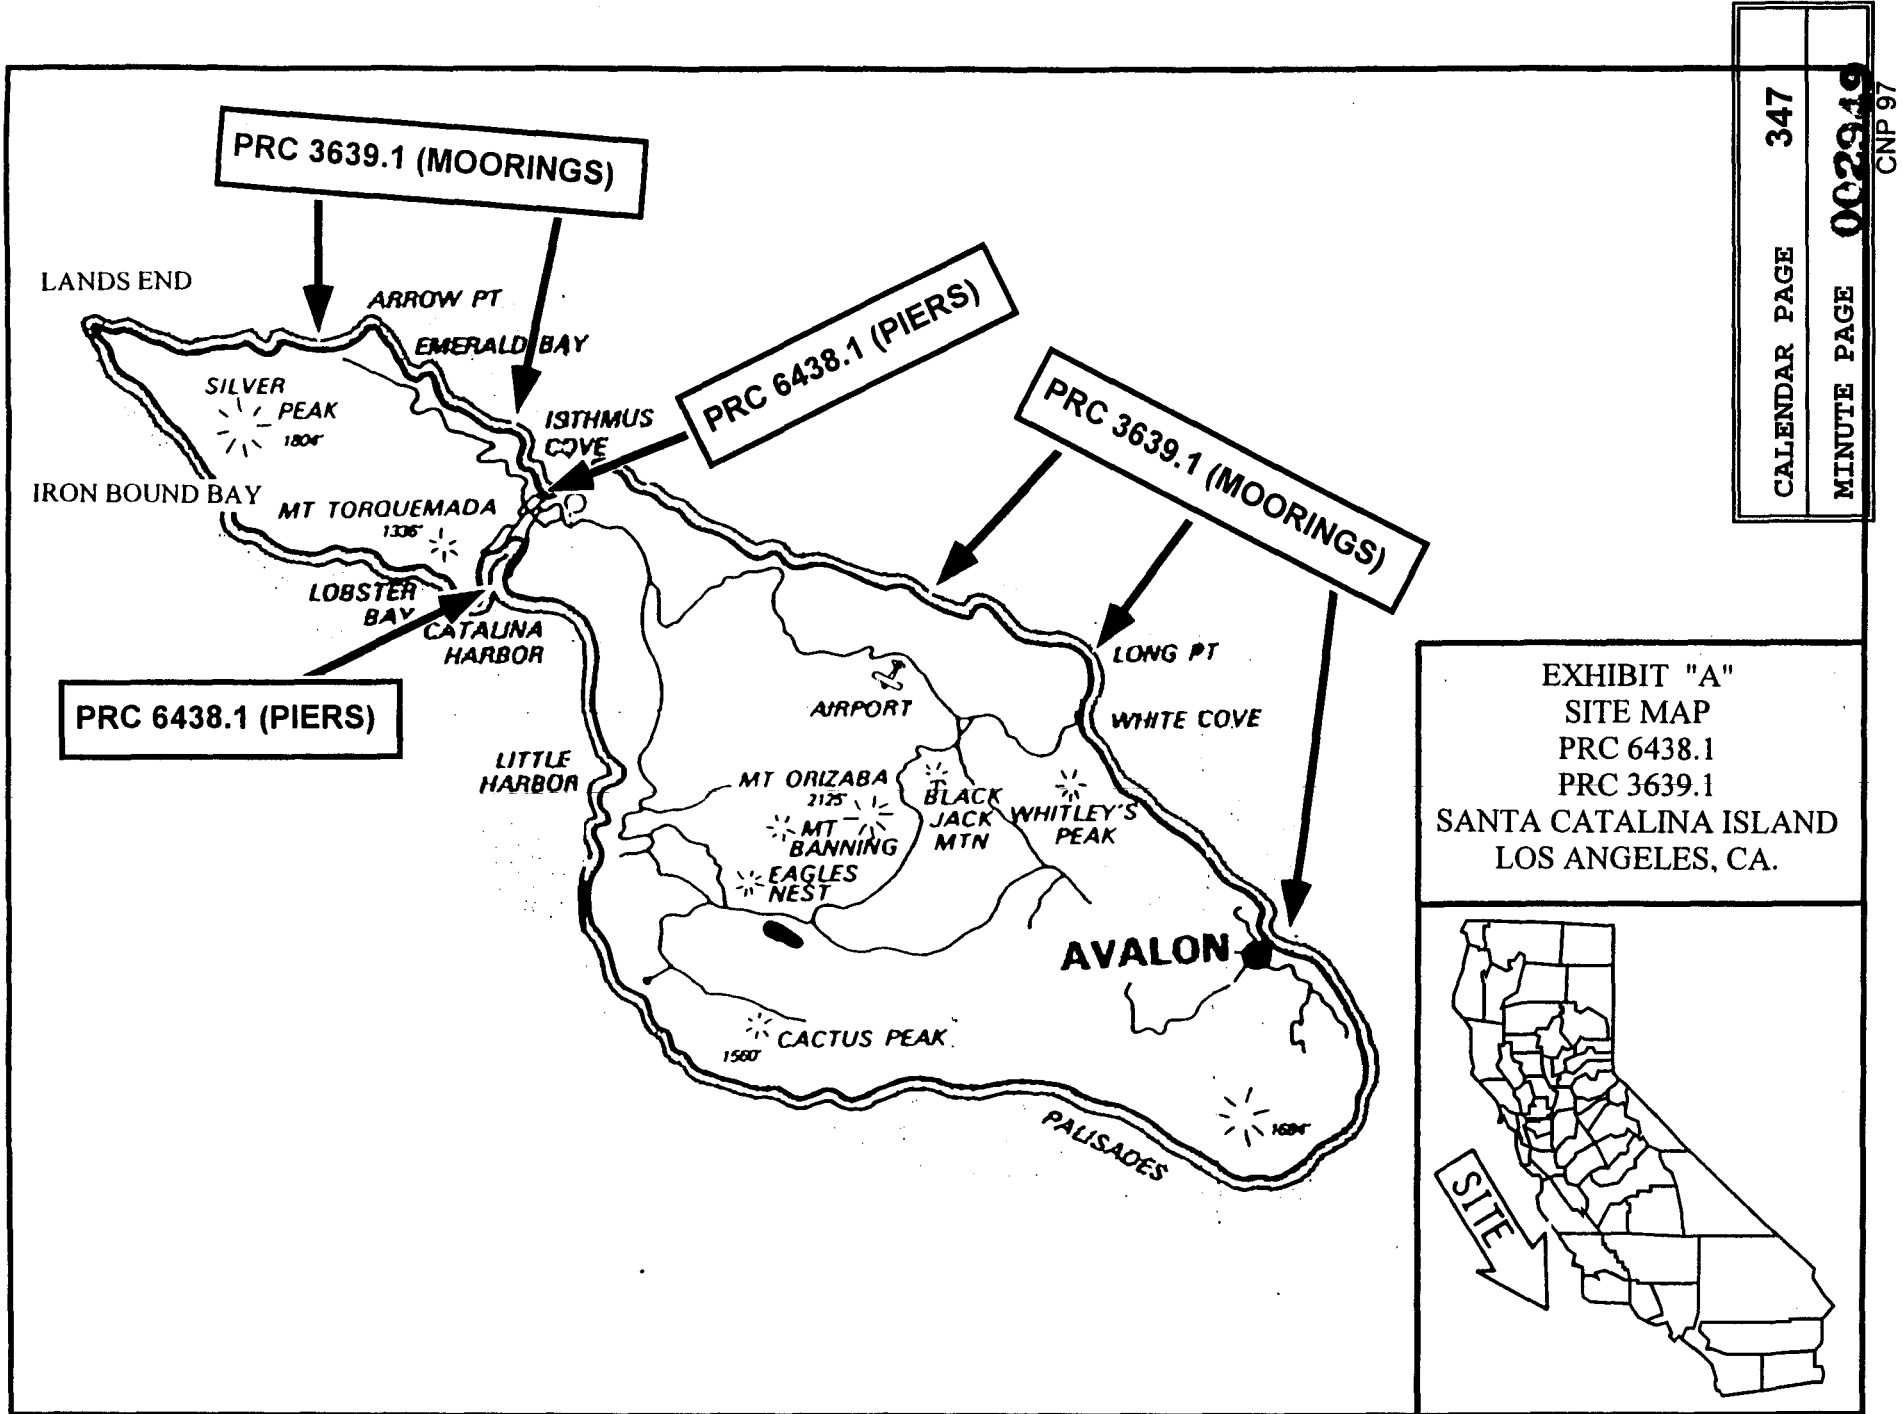 CALENDAR PAGE 347
MINUTE PAGE 002949
CNP 97
PRC 3639.1 (MOORINGS)
LANDS END
ARROW PT
EMERALD BAY
PRC 6438.1 (PIERS)
SILVER
PEAK
1804'
ISTHMUS
COVE
PRC 3639.1 (MOORINGS)
IRON BOUND BAY
MT TORQUEMADA
1336'
LOBSTER
BAY
CATALINA
HARBOR
PRC 6438.1 (PIERS)
LONG PT
AIRPORT
WHITE COVE
LITTLE
HARBOR
MT ORIZABA
2125'
BLACK
JACK
MTN
WHITLEY'S
PEAK
MT
BANNING
EAGLES
NEST
AVALON
CACTUS PEAK
1560'
1684'
PALISADES
EXHIBIT "A"
SITE MAP
PRC 6438.1
PRC 3639.1
SANTA CATALINA ISLAND
LOS ANGELES, CA.
SITE